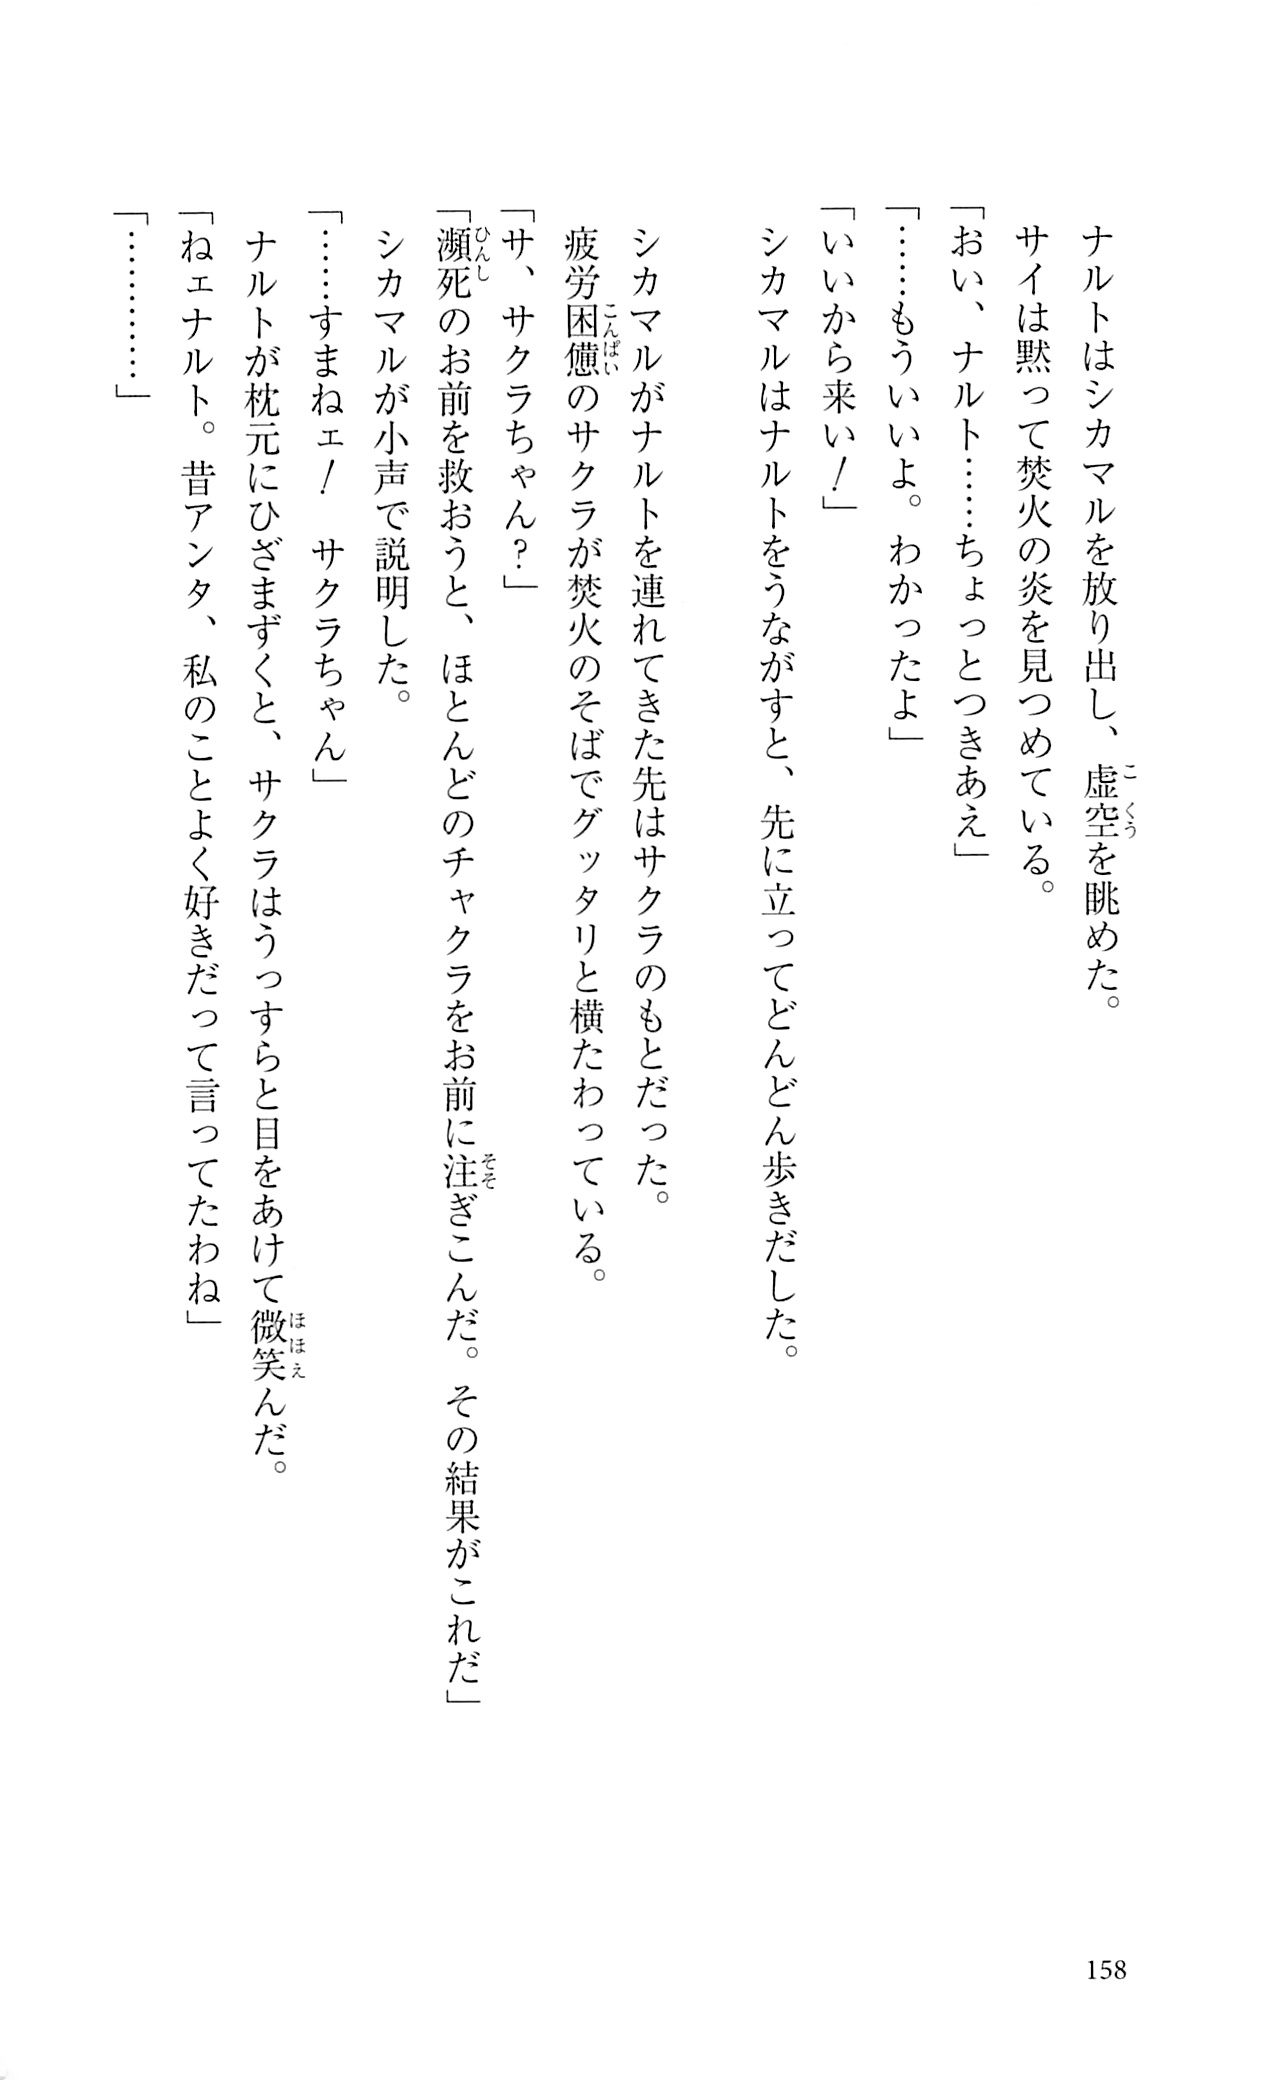 ナルトはシカマルを放り出し、虚空を眺めた。
サイは黙って焚火の炎を見つめている。
「おい、ナルト……ちょっとつきあえ」
「……もういいよ。わかったよ」
「いいから来い！」
シカマルはナルトをうながすと、先に立ってどんどん歩きだした。
シカマルがナルトを連れてきた先はサクラのもとだった。
疲労困憊のサクラが焚火のそばでグッタリと横たわっている。
「サ、サクラちゃん？」
「瀕死のお前を救おうと、ほとんどのチャクラをお前に注ぎこんだ。その結果がこれだ」
シカマルが小声で説明した。
「……すまねェ！　サクラちゃん」
ナルトが枕元にひざまずくと、サクラはうっすらと目をあけて微笑んだ。
「ねェナルト。昔アンタ、私のことよく好きだって言ってたわね」
「…………」
158